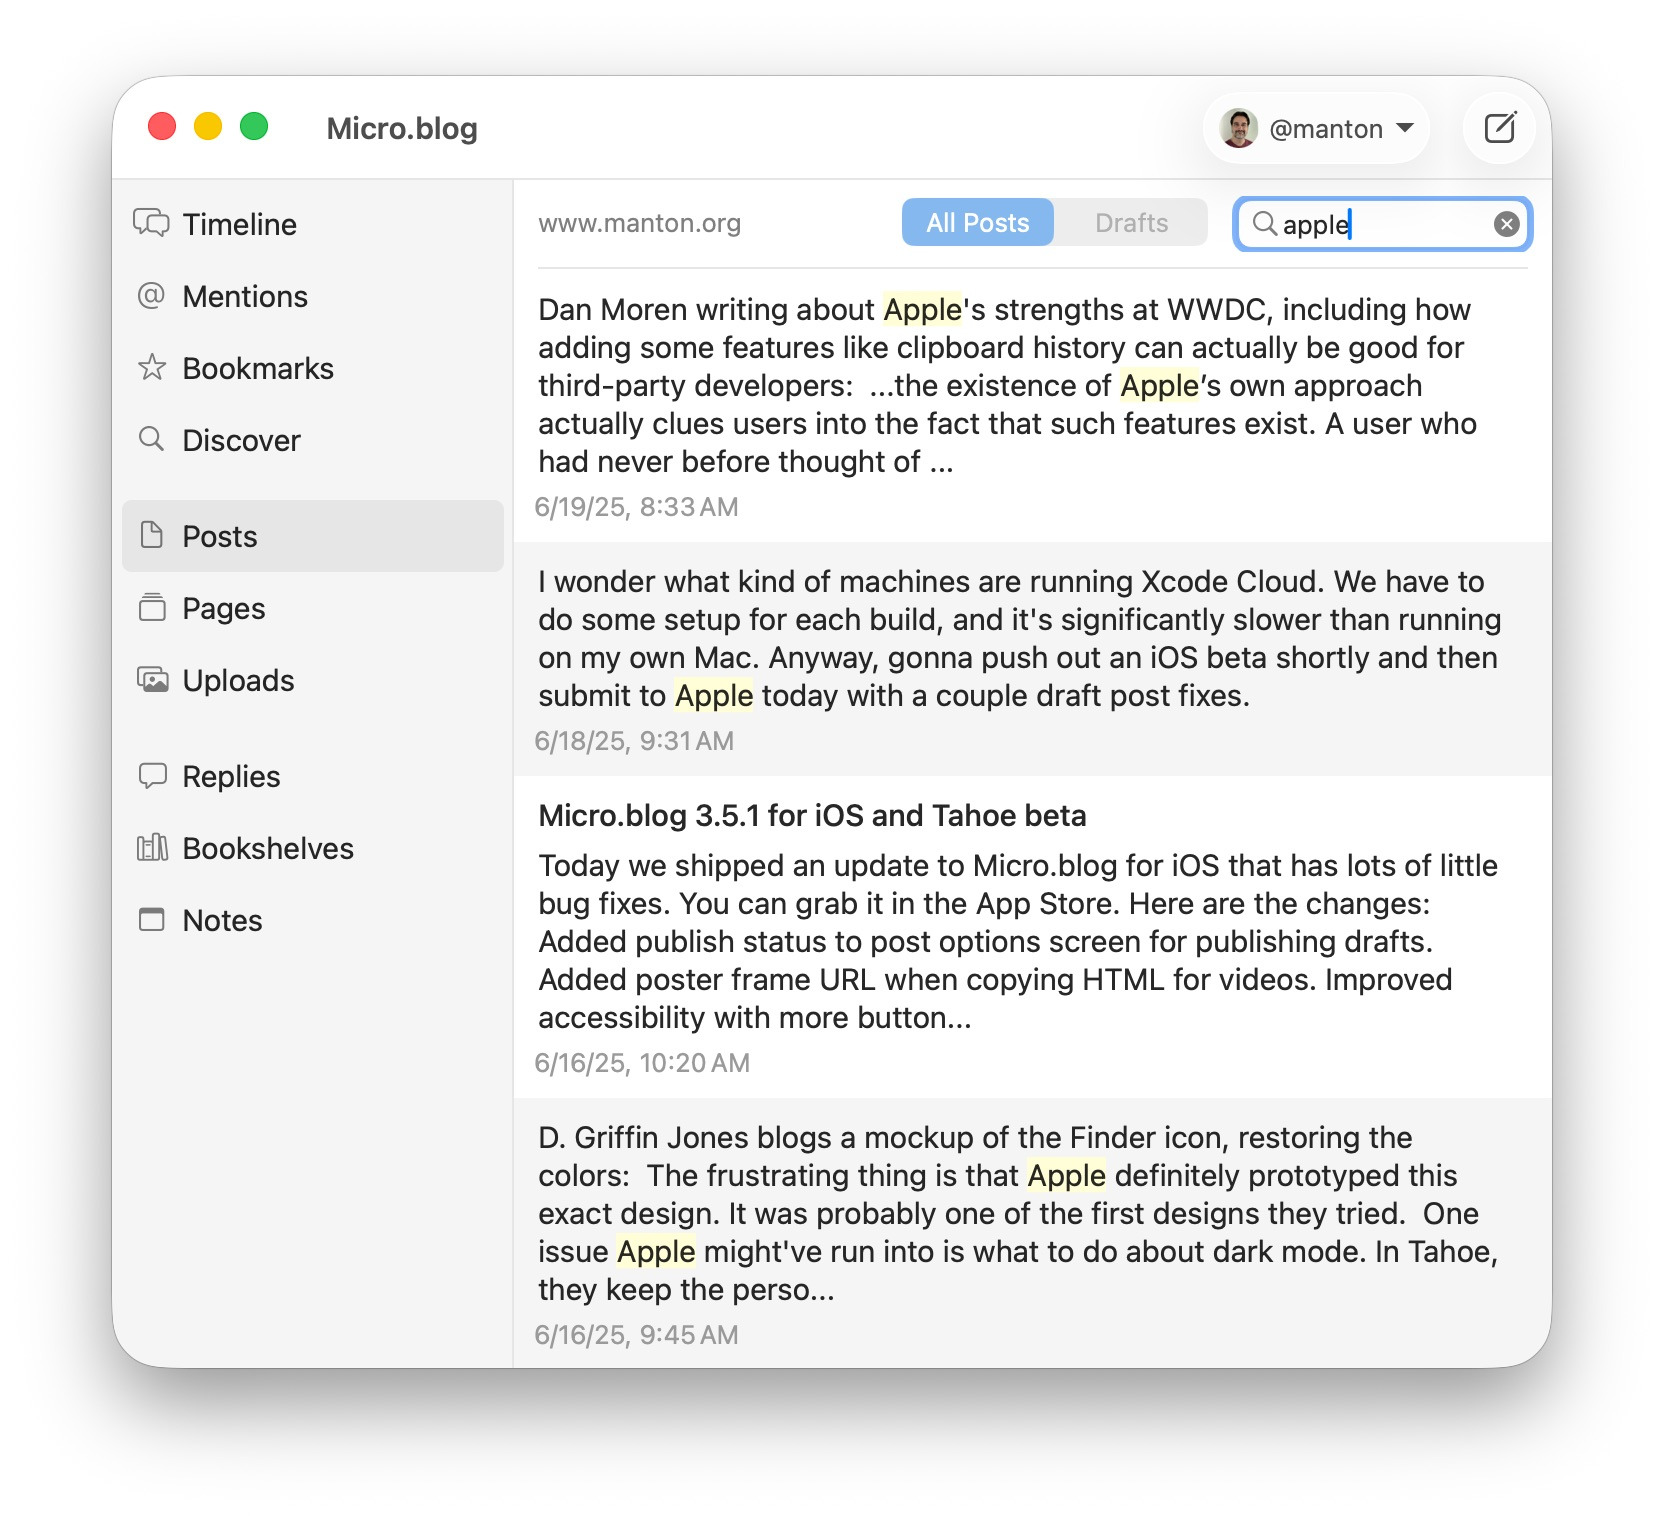 Micro.blog
@manton
Timeline
Mentions
Bookmarks
Discover
Posts
Pages
Uploads
Replies
Bookshelves
Notes
www.manton.org
All Posts
Drafts
apple
Dan Moren writing about Apple's strengths at WWDC, including how
adding some features like clipboard history can actually be good for
third-party developers:  ...the existence of Apple’s own approach
actually clues users into the fact that such features exist. A user who
had never before thought of ...
6/19/25, 8:33 AM
I wonder what kind of machines are running Xcode Cloud. We have to
do some setup for each build, and it's significantly slower than running
on my own Mac. Anyway, gonna push out an iOS beta shortly and then
submit to Apple today with a couple draft post fixes.
6/18/25, 9:31 AM
Micro.blog 3.5.1 for iOS and Tahoe beta
Today we shipped an update to Micro.blog for iOS that has lots of little
bug fixes. You can grab it in the App Store. Here are the changes:
Added publish status to post options screen for publishing drafts.
Added poster frame URL when copying HTML for videos. Improved
accessibility with more button...
6/16/25, 10:20 AM
D. Griffin Jones blogs a mockup of the Finder icon, restoring the
colors:  The frustrating thing is that Apple definitely prototyped this
exact design. It was probably one of the first designs they tried.  One
issue Apple might've run into is what to do about dark mode. In Tahoe,
they keep the perso...
6/16/25, 9:45 AM